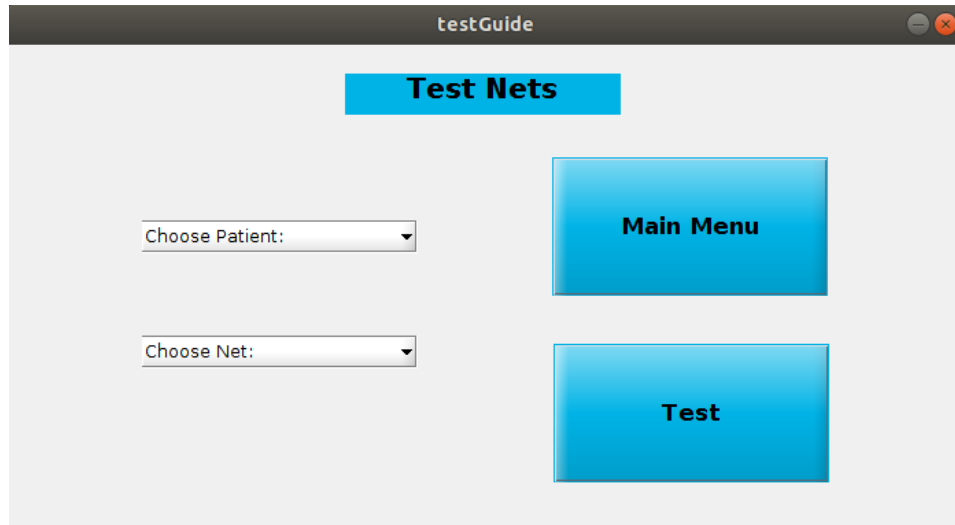 testGuide
Test Nets
Choose Patient:
Main Menu
Choose Net:
Test